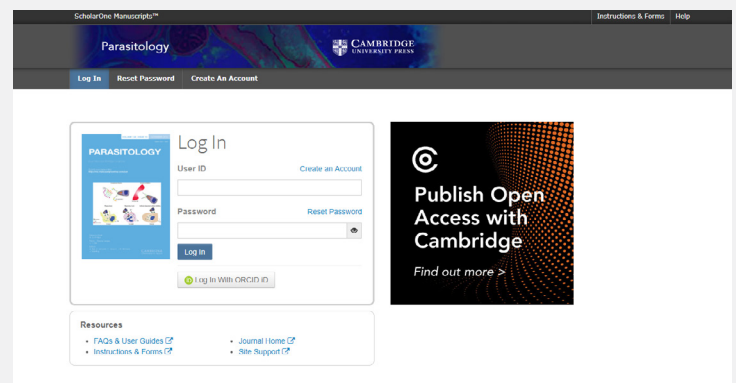 ScholarOne Manuscripts™
Instructions & Forms Help
Parasitology
CAMBRIDGE
UNIVERSITY PRESS
Log In Reset Password Create An Account
PARASITOLOGY
Log In
User ID Create an Account
Password Reset Password
Log In
iD Log In With ORCID iD
Publish Open
Access with
Cambridge
Find out more >
Resources
• FAQs & User Guides
• Instructions & Forms
• Journal Home
• Site Support